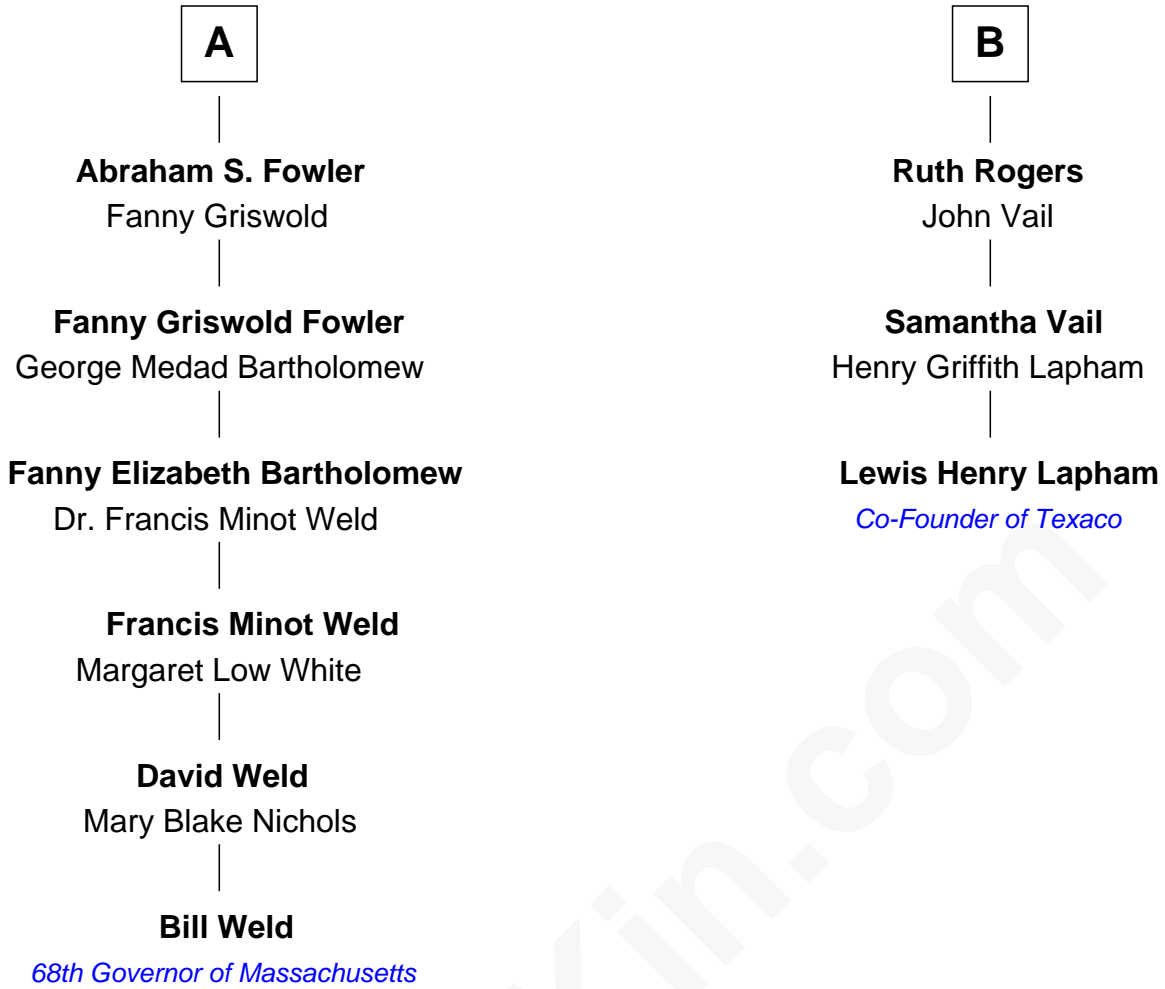 A
Abraham S. Fowler
Fanny Griswold
Fanny Griswold Fowler
George Medad Bartholomew
Fanny Elizabeth Bartholomew
Dr. Francis Minot Weld
Francis Minot Weld
Margaret Low White
David Weld
Mary Blake Nichols
Bill Weld
68th Governor of Massachusetts
B
Ruth Rogers
John Vail
Samantha Vail
Henry Griffith Lapham
Lewis Henry Lapham
Co-Founder of Texaco
Kin.com